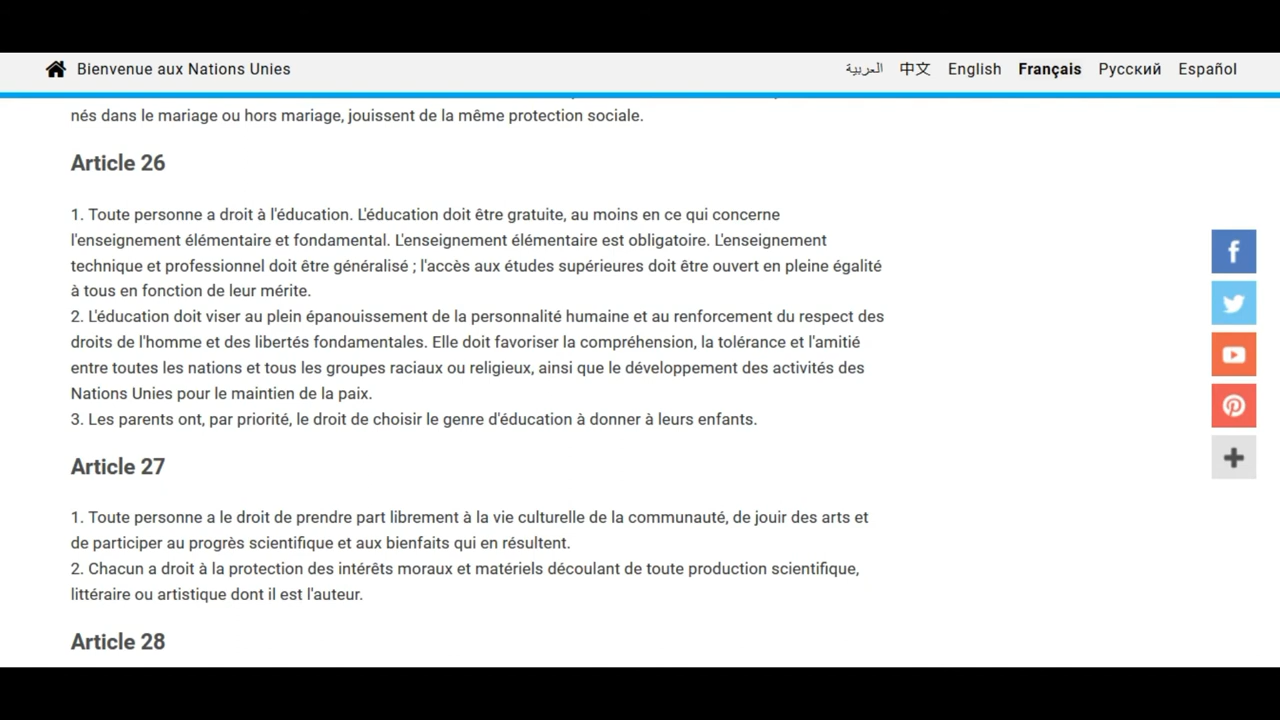 Bienvenue aux Nations Unies
العربية 中文 English Français Русский Español
nés dans le mariage ou hors mariage, jouissent de la même protection sociale.
Article 26
1. Toute personne a droit à l'éducation. L'éducation doit être gratuite, au moins en ce qui concerne
l'enseignement élémentaire et fondamental. L'enseignement élémentaire est obligatoire. L'enseignement
technique et professionnel doit être généralisé ; l'accès aux études supérieures doit être ouvert en pleine égalité
à tous en fonction de leur mérite.
2. L'éducation doit viser au plein épanouissement de la personnalité humaine et au renforcement du respect des
droits de l'homme et des libertés fondamentales. Elle doit favoriser la compréhension, la tolérance et l'amitié
entre toutes les nations et tous les groupes raciaux ou religieux, ainsi que le développement des activités des
Nations Unies pour le maintien de la paix.
3. Les parents ont, par priorité, le droit de choisir le genre d'éducation à donner à leurs enfants.
Article 27
1. Toute personne a le droit de prendre part librement à la vie culturelle de la communauté, de jouir des arts et
de participer au progrès scientifique et aux bienfaits qui en résultent.
2. Chacun a droit à la protection des intérêts moraux et matériels découlant de toute production scientifique,
littéraire ou artistique dont il est l'auteur.
Article 28